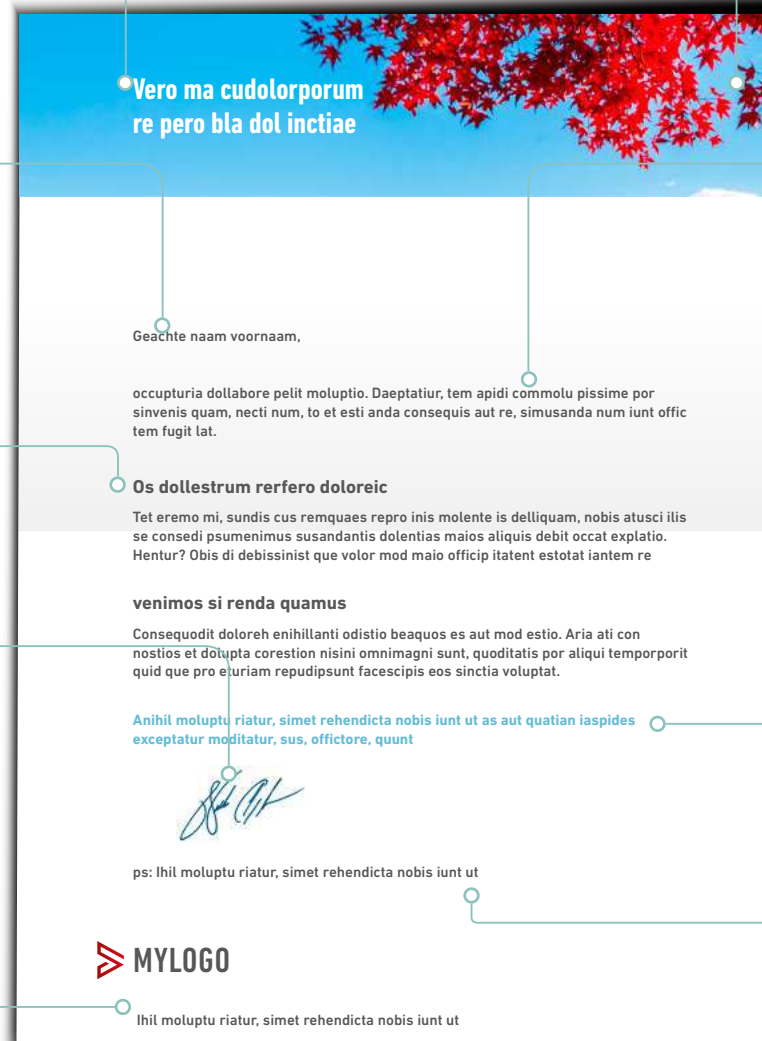 Vero ma cudolorporum
re pero bla dol inctiae
Geachte naam voornaam,
occupturia dollabore pelit moluptio. Daeptatiur, tem apidi commolu pissime por
sinvenis quam, necti num, to et esti anda consequis aut re, simusanda num iunt offic
tem fugit lat.
Os dollestrum rerfero doloreic
Tet eremo mi, sundis cus remquaes repro inis molente is delliquam, nobis atusci ilis
se consedi psumenimus susandantis dolentias maios aliquis debit occat explatio.
Hentur? Obis di debissinist que volor mod maio officip itatent estotat iantem re
venimos si renda quamus
Consequodit doloreh enihillanti odistio beaquos es aut mod estio. Aria ati con
nostios et dolupta corestion nisini omnimagni sunt, quoditatis por aliqui temporporit
quid que pro eturiam repudipsunt facescipis eos sinctia voluptat.
Anihil moluptu riatur, simet rehendicta nobis iunt ut as aut quatian iaspides
exceptatur moditatur, sus, offictore, quunt
ps: Ihil moluptu riatur, simet rehendicta nobis iunt ut
MYLOGO
Ihil moluptu riatur, simet rehendicta nobis iunt ut